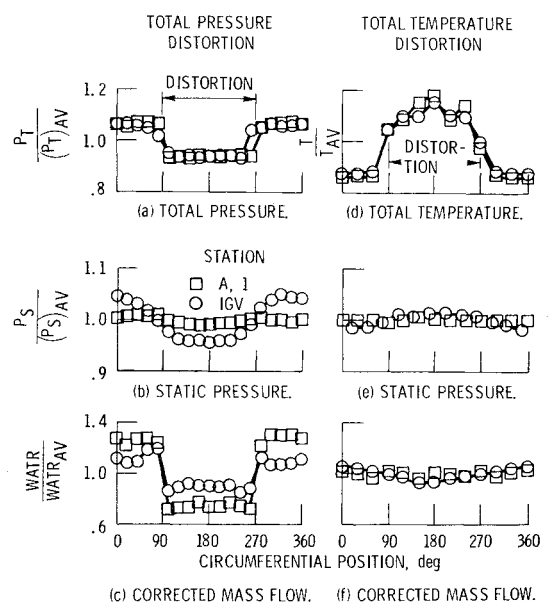 TOTAL PRESSURE
DISTORTION
TOTAL TEMPERATURE
DISTORTION
P_T
(P_T)_AV
1.2
1.0
.8
DISTORTION
(a) TOTAL PRESSURE.
T
T_AV
DISTOR-
TION
(d) TOTAL TEMPERATURE.
P_S
(P_S)_AV
1.1
1.0
.9
STATION
A, 1
IGV
(b) STATIC PRESSURE.
(e) STATIC PRESSURE.
WATR
WATR_AV
1.4
1.0
.6
0 90 180 270 360
0 90 180 270 360
CIRCUMFERENTIAL POSITION, deg
(c) CORRECTED MASS FLOW.
(f) CORRECTED MASS FLOW.